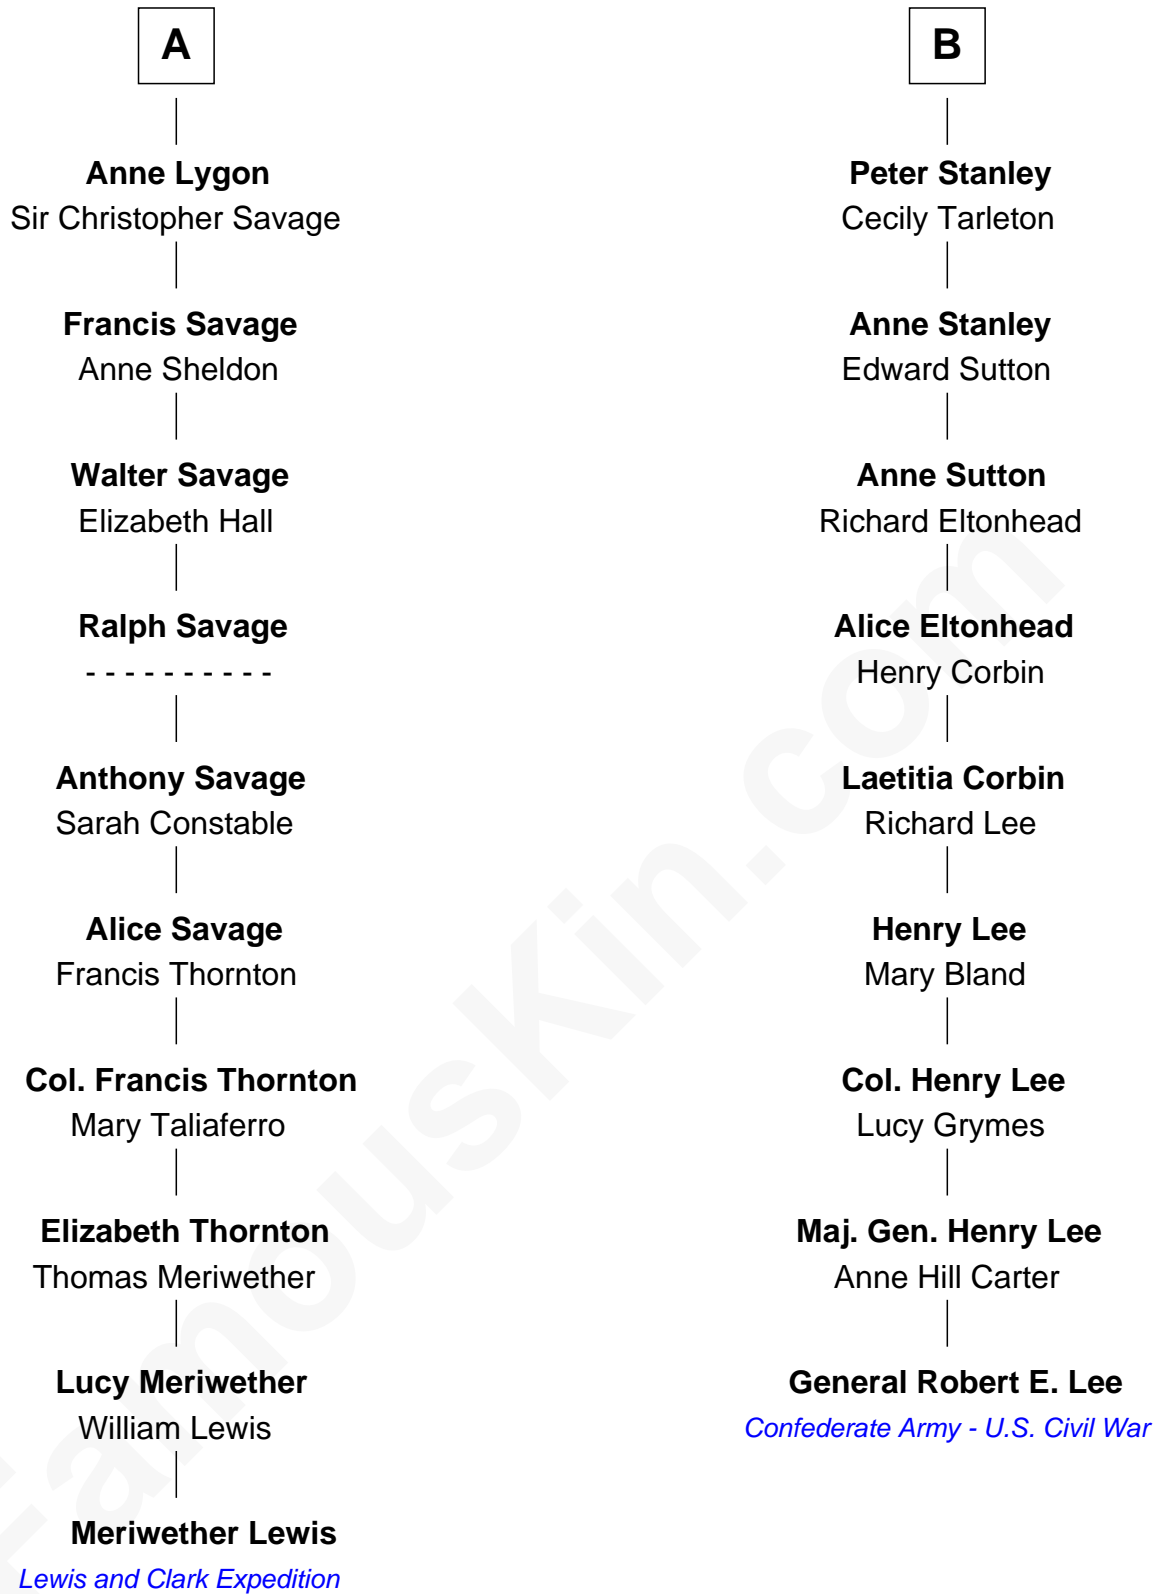 A
Anne Lygon
Sir Christopher Savage
Francis Savage
Anne Sheldon
Walter Savage
Elizabeth Hall
Ralph Savage
- - - - - - - - - -
Anthony Savage
Sarah Constable
Alice Savage
Francis Thornton
Col. Francis Thornton
Mary Taliaferro
Elizabeth Thornton
Thomas Meriwether
Lucy Meriwether
William Lewis
Meriwether Lewis
Lewis and Clark Expedition
B
Peter Stanley
Cecily Tarleton
Anne Stanley
Edward Sutton
Anne Sutton
Richard Eltonhead
Alice Eltonhead
Henry Corbin
Laetitia Corbin
Richard Lee
Henry Lee
Mary Bland
Col. Henry Lee
Lucy Grymes
Maj. Gen. Henry Lee
Anne Hill Carter
General Robert E. Lee
Confederate Army - U.S. Civil War
FamousKin.com